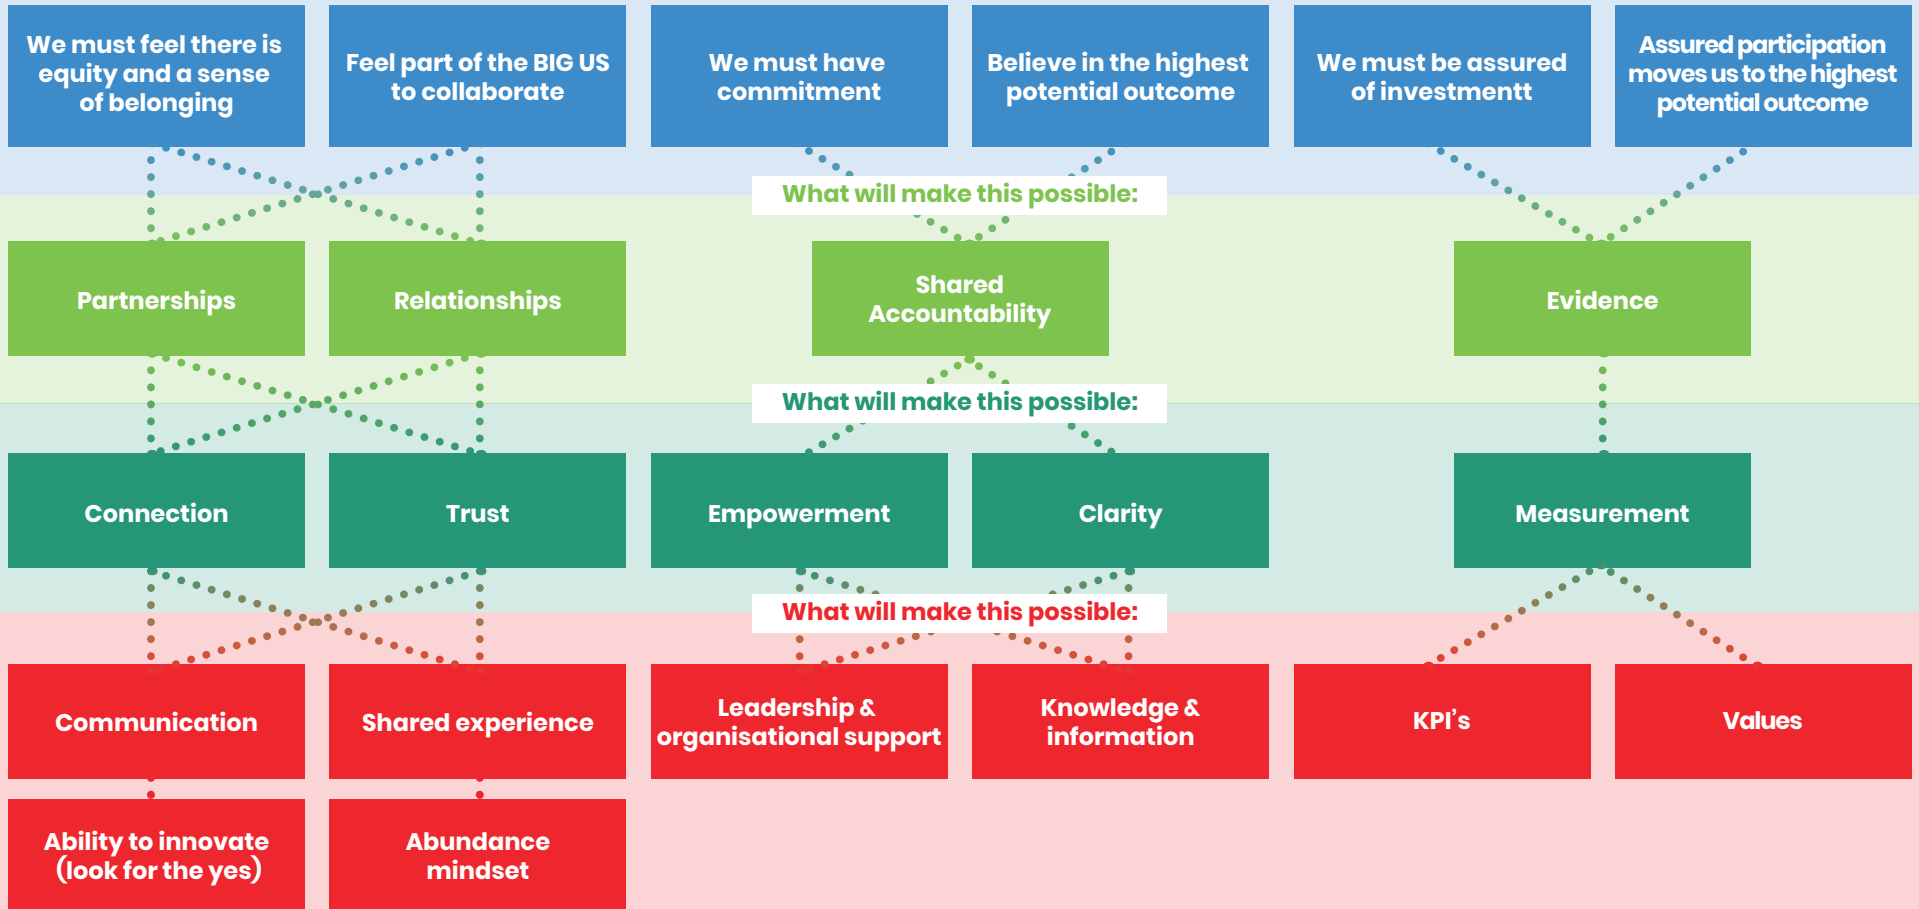 We must feel there is
equity and a sense
of belonging
Feel part of the BIG US
to collaborate
We must have
commitment
Believe in the highest
potential outcome
We must be assured
of investmentt
Assured participation
moves us to the highest
potential outcome
What will make this possible:
Partnerships
Relationships
Shared
Accountability
Evidence
What will make this possible:
Connection
Trust
Empowerment
Clarity
Measurement
What will make this possible:
Communication
Shared experience
Leadership &
organisational support
Knowledge &
information
KPI's
Values
Ability to innovate
(look for the yes)
Abundance
mindset